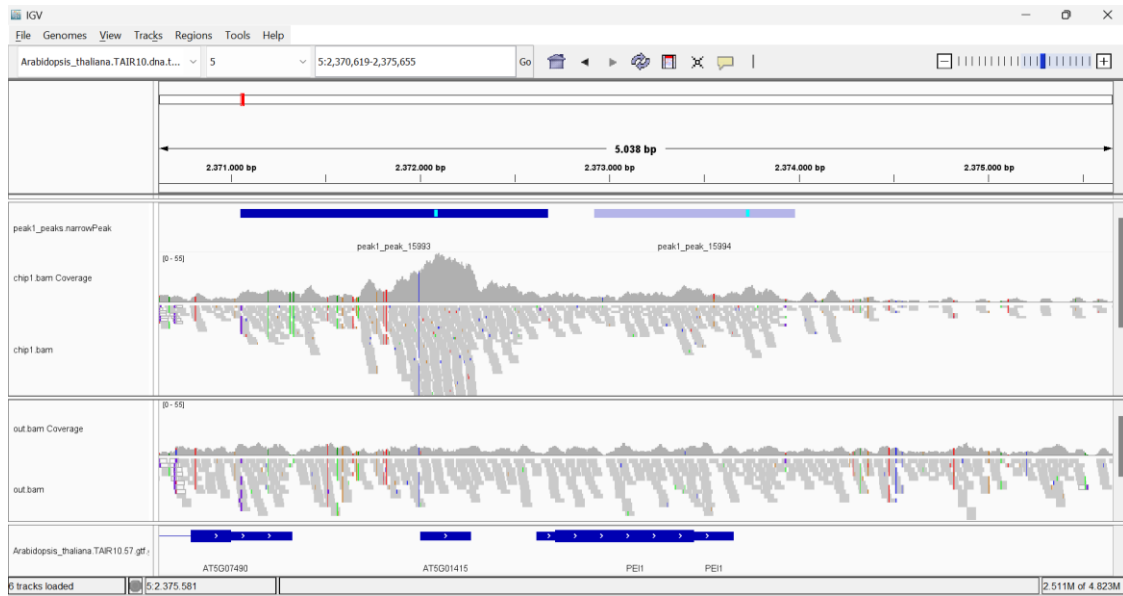 IGV
File Genomes View Tracks Regions Tools Help
Arabidopsis_thaliana.TAIR10.dna.t... 5 5:2,370,619-2,375,655 Go
5.038 bp
2.371.000 bp 2.372.000 bp 2.373.000 bp 2.374.000 bp 2.375.000 bp
peak1_peaks.narrowPeak
peak1_peak_15993 peak1_peak_15994
[0 - 55]
chip1.bam Coverage
chip1.bam
[0 - 55]
out.bam Coverage
out.bam
Arabidopsis_thaliana.TAIR10.57.gtf
AT5G07490 AT5G01415 PEI1 PEI1
6 tracks loaded 5:2.375.581 2.511M of 4.823M